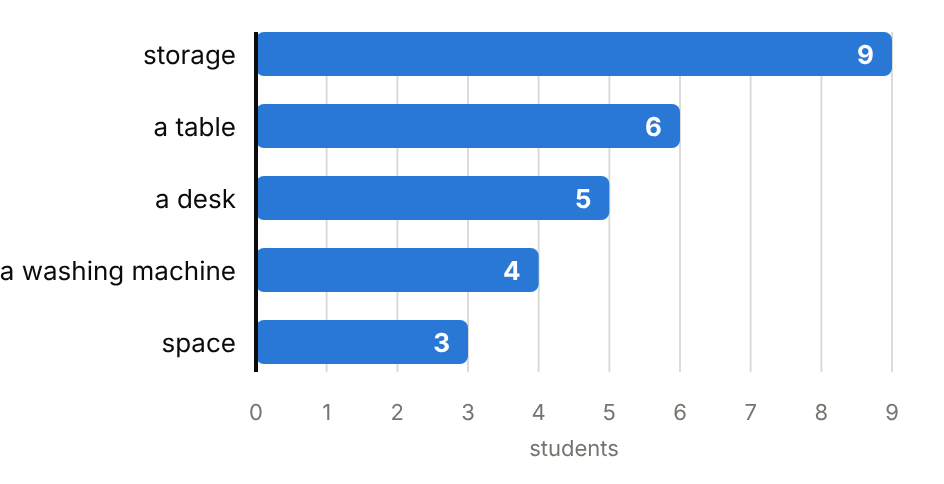 storage 9
a table 6
a desk 5
a washing machine 4
space 3
0 1 2 3 4 5 6 7 8 9
students